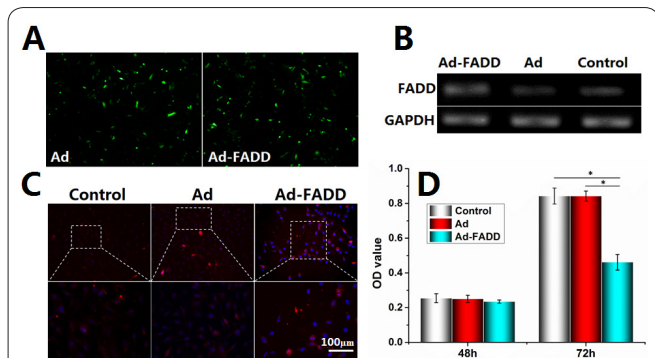 A
Ad
Ad-FADD
B
Ad-FADD Ad Control
FADD
GAPDH
C
Control Ad Ad-FADD
100μm
D
1.0
0.8
0.6
0.4
0.2
0.0
OD value
Control
Ad
Ad-FADD
*
*
48h 72h